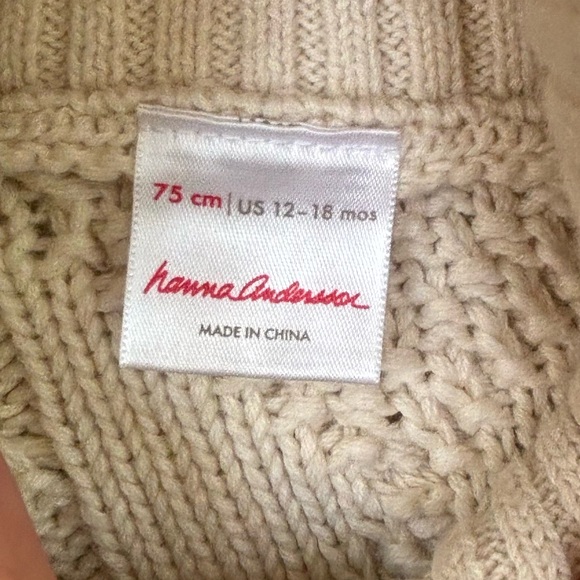 75 cm | US 12-18 mos
hanna andersson
MADE IN CHINA